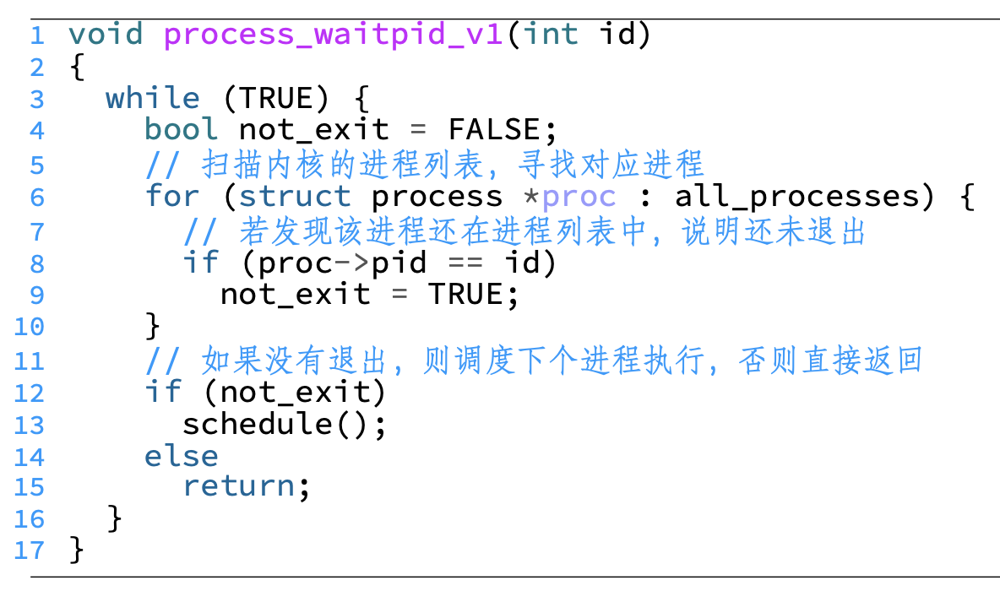 1 void process_waitpid_v1(int id)
2 {
3   while (TRUE) {
4     bool not_exit = FALSE;
5     // 扫描内核的进程列表，寻找对应进程
6     for (struct process *proc : all_processes) {
7       // 若发现该进程还在进程列表中，说明还未退出
8       if (proc->pid == id)
9         not_exit = TRUE;
10     }
11     // 如果没有退出，则调度下个进程执行，否则直接返回
12     if (not_exit)
13       schedule();
14     else
15       return;
16   }
17 }